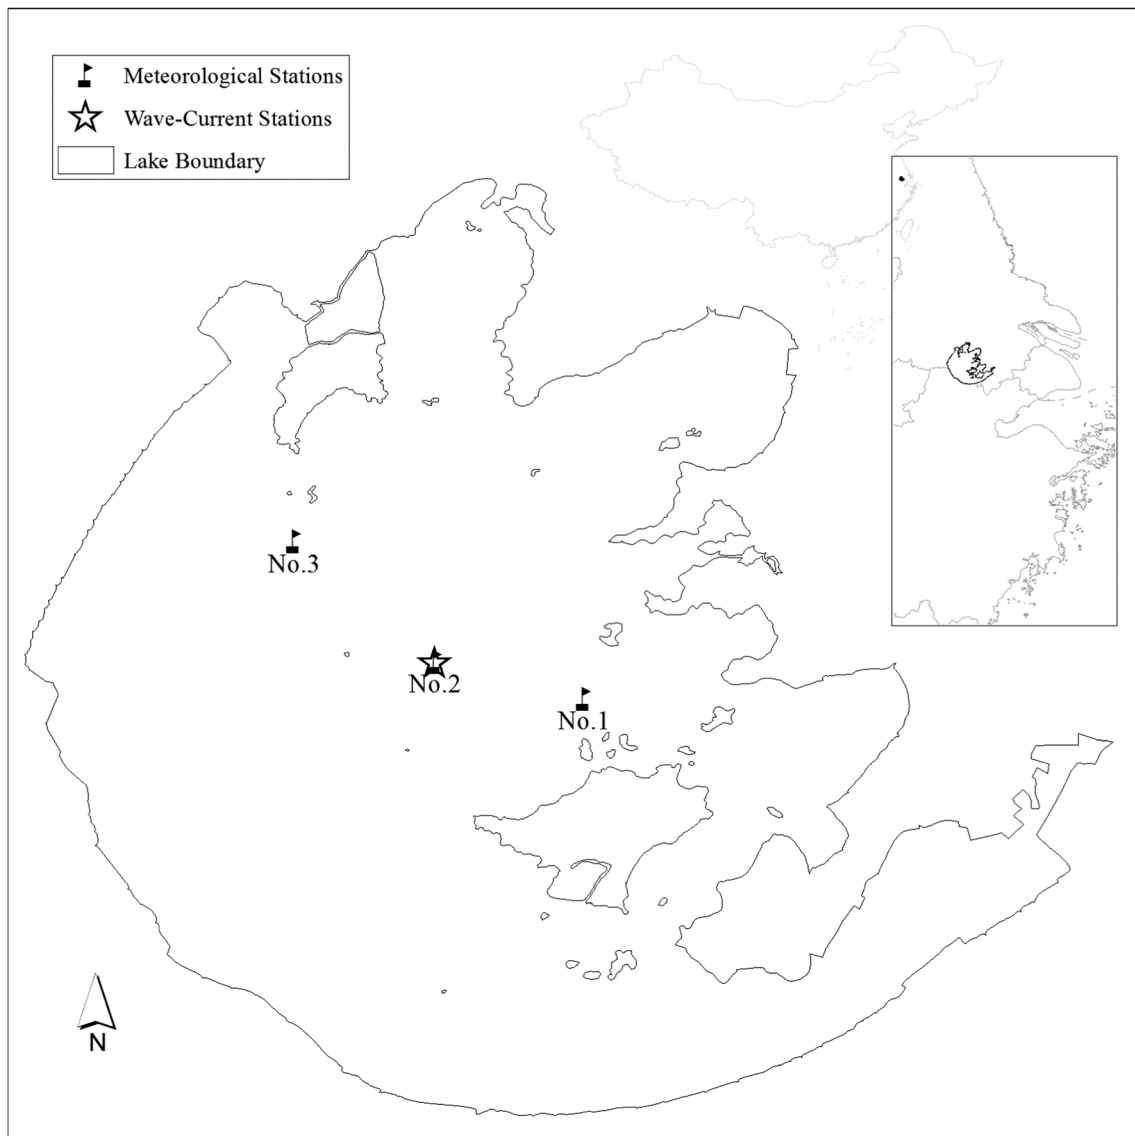 Meteorological Stations
Wave-Current Stations
Lake Boundary
No.3
No.2
No.1
N